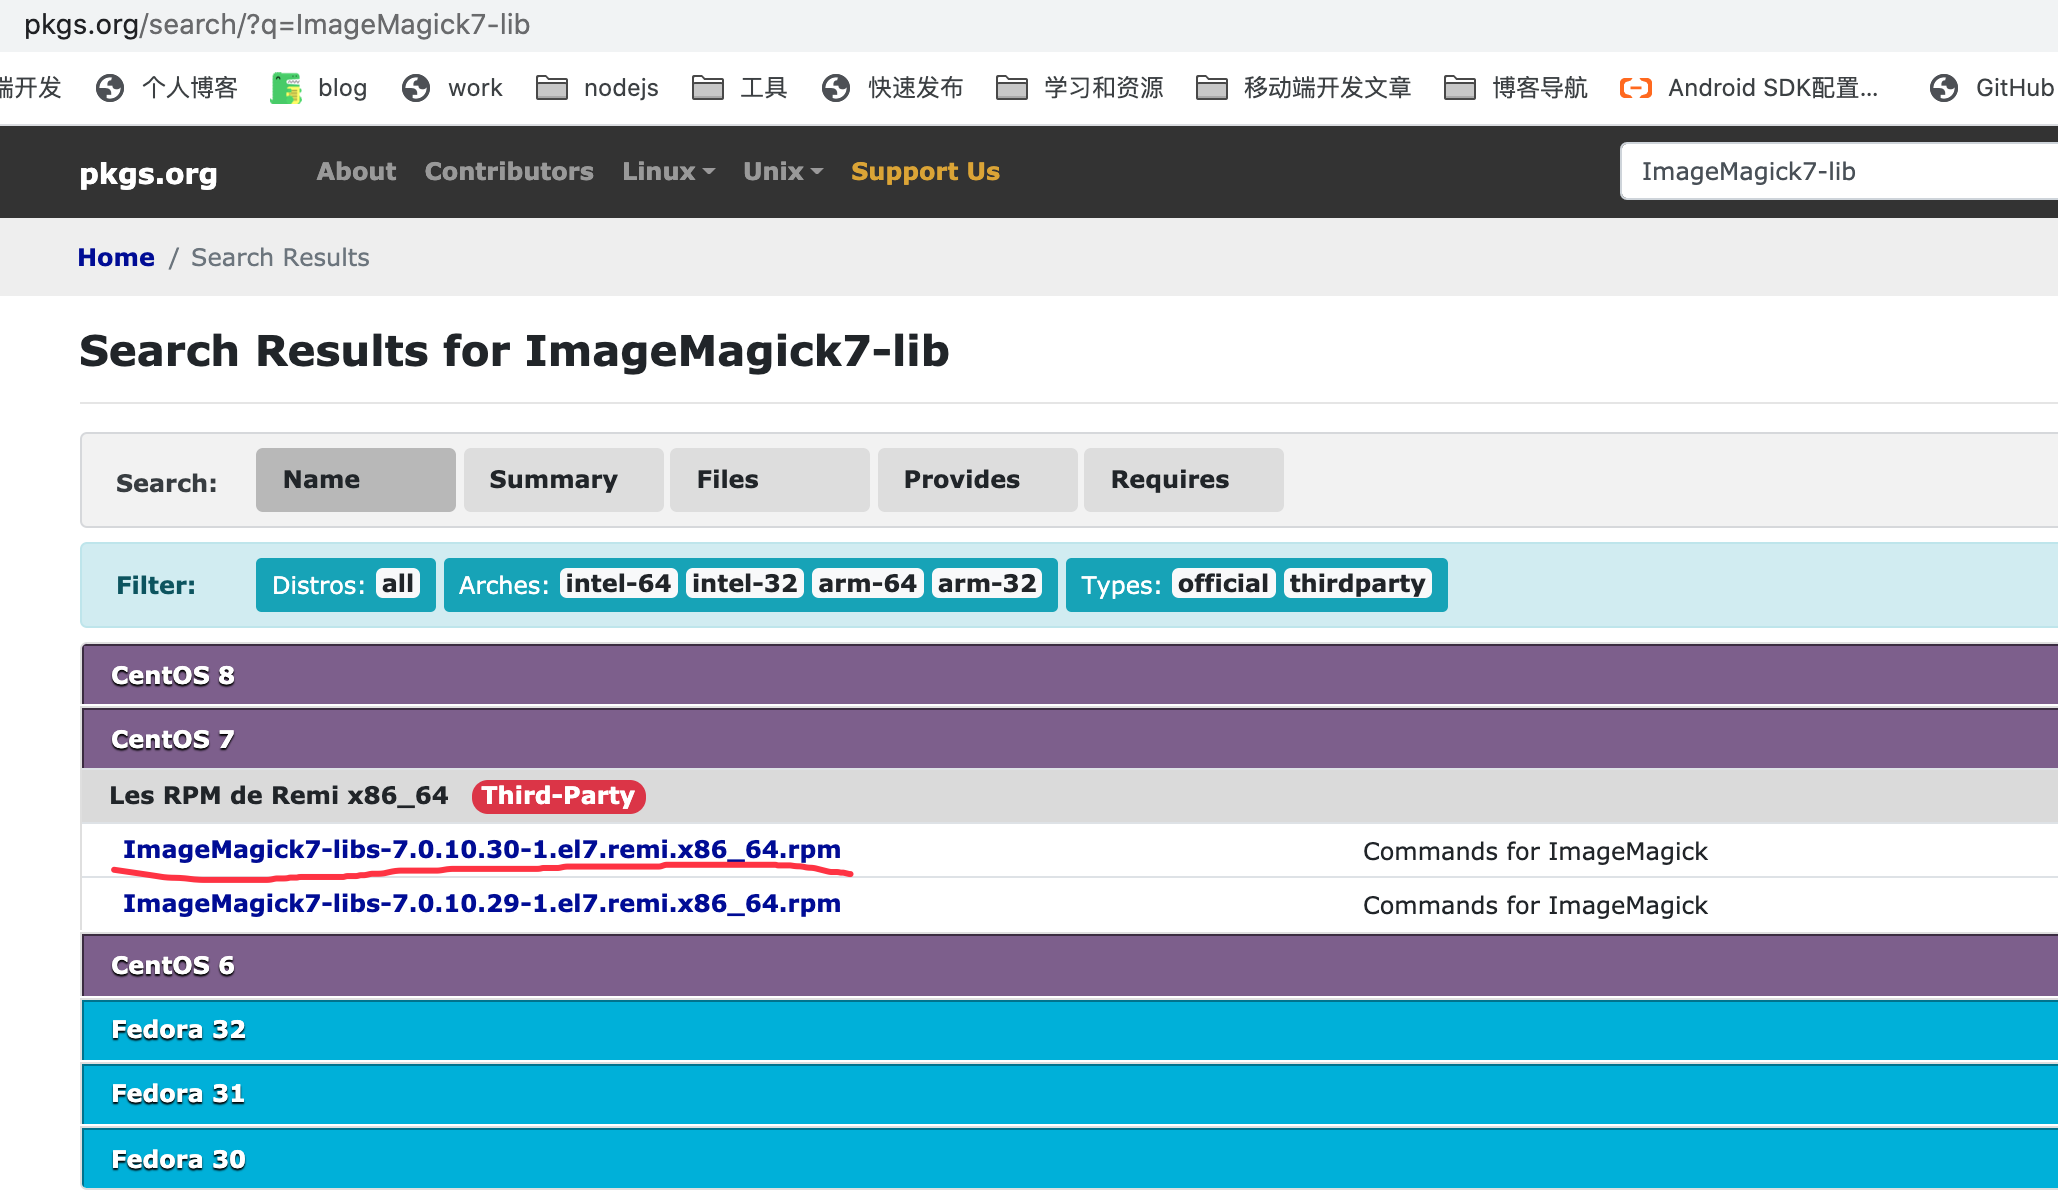 pkgs.org/search/?q=ImageMagick7-lib
端开发 个人博客 blog work nodejs 工具 快速发布 学习和资源 移动端开发文章 博客导航 Android SDK配置... GitHub
pkgs.org About Contributors Linux Unix Support Us ImageMagick7-lib
Home / Search Results
Search Results for ImageMagick7-lib
Search: Name Summary Files Provides Requires
Filter: Distros: all Arches: intel-64 intel-32 arm-64 arm-32 Types: official thirdparty
CentOS 8
CentOS 7
Les RPM de Remi x86_64 Third-Party
ImageMagick7-libs-7.0.10.30-1.el7.remi.x86_64.rpm Commands for ImageMagick
ImageMagick7-libs-7.0.10.29-1.el7.remi.x86_64.rpm Commands for ImageMagick
CentOS 6
Fedora 32
Fedora 31
Fedora 30